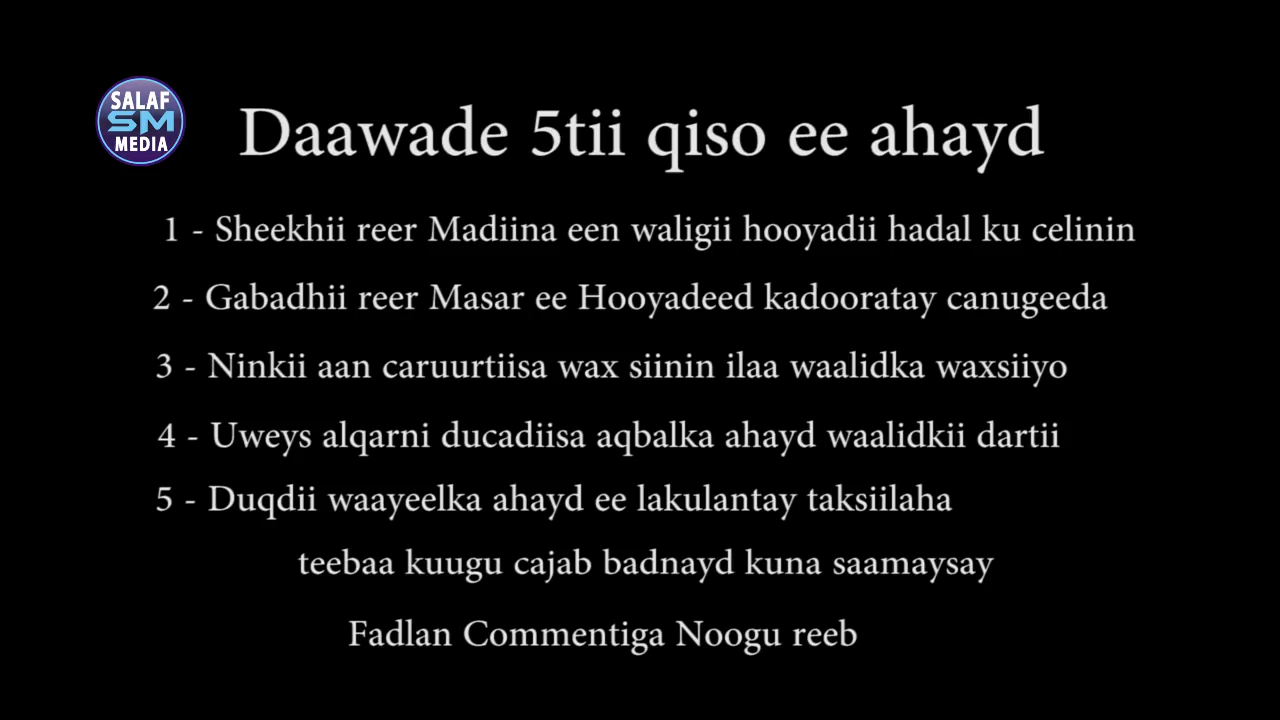 SALAF
SM
MEDIA
Daawade 5tii qiso ee ahayd
1 - Sheekhii reer Madiina een waligii hooyadii hadal ku celinin
2 - Gabadhii reer Masar ee Hooyadeed kadooratay canugeeda
3 - Ninkii aan caruurtiisa wax siinin ilaa waalidka waxsiiyo
4 - Uweys alqarni ducadiisa aqbalka ahayd waalidkii dartii
5 - Duqdii waayeelka ahayd ee lakulantay taksiilaha
teebaa kuugu cajab badnayd kuna saamaysay
Fadlan Commentiga Noogu reeb